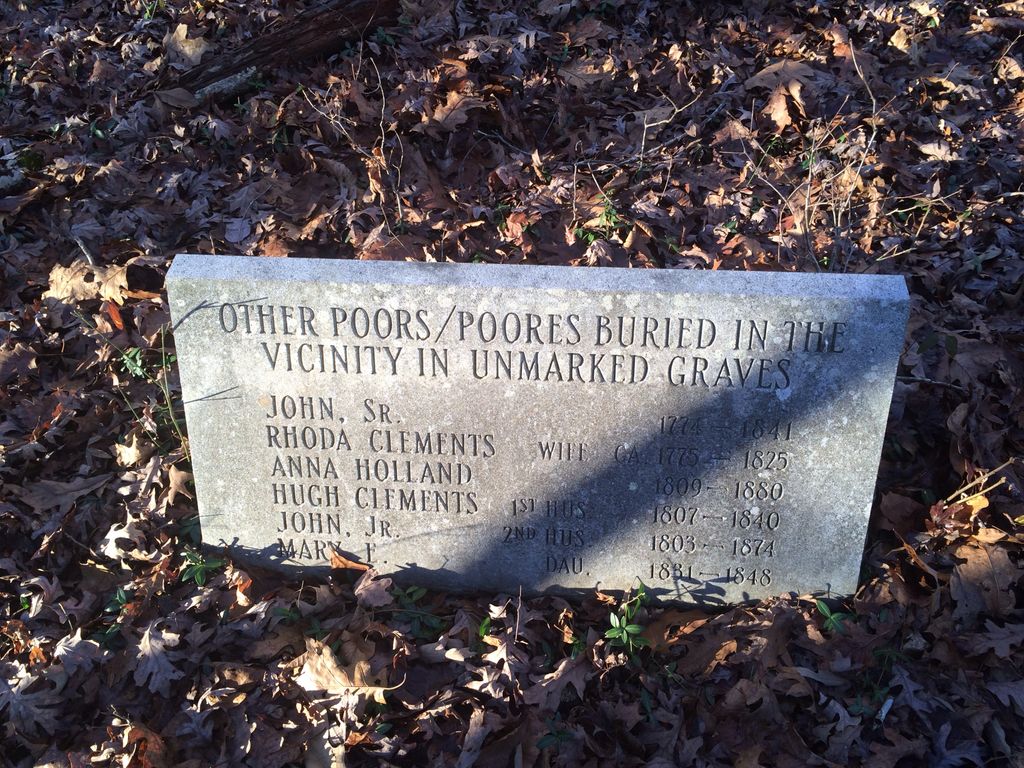 OTHER POORS/POORES BURIED IN THE
VICINITY IN UNMARKED GRAVES
JOHN, SR. 1774 — 1841
RHODA CLEMENTS WIFE CA. 1775 — 1825
ANNA HOLLAND 1809 — 1880
HUGH CLEMENTS 1ST HUS. 1807 — 1840
JOHN, JR. 2ND HUS. 1803 — 1874
MARY E. DAU. 1831 — 1848